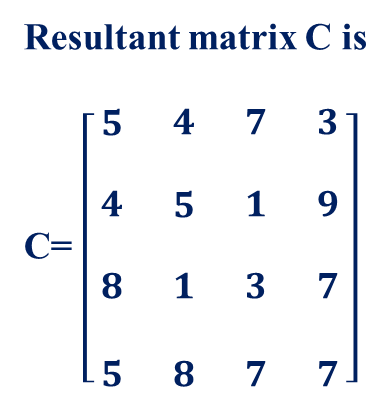 Resultant matrix C is
5 4 7 3
4 5 1 9
C=
8 1 3 7
5 8 7 7